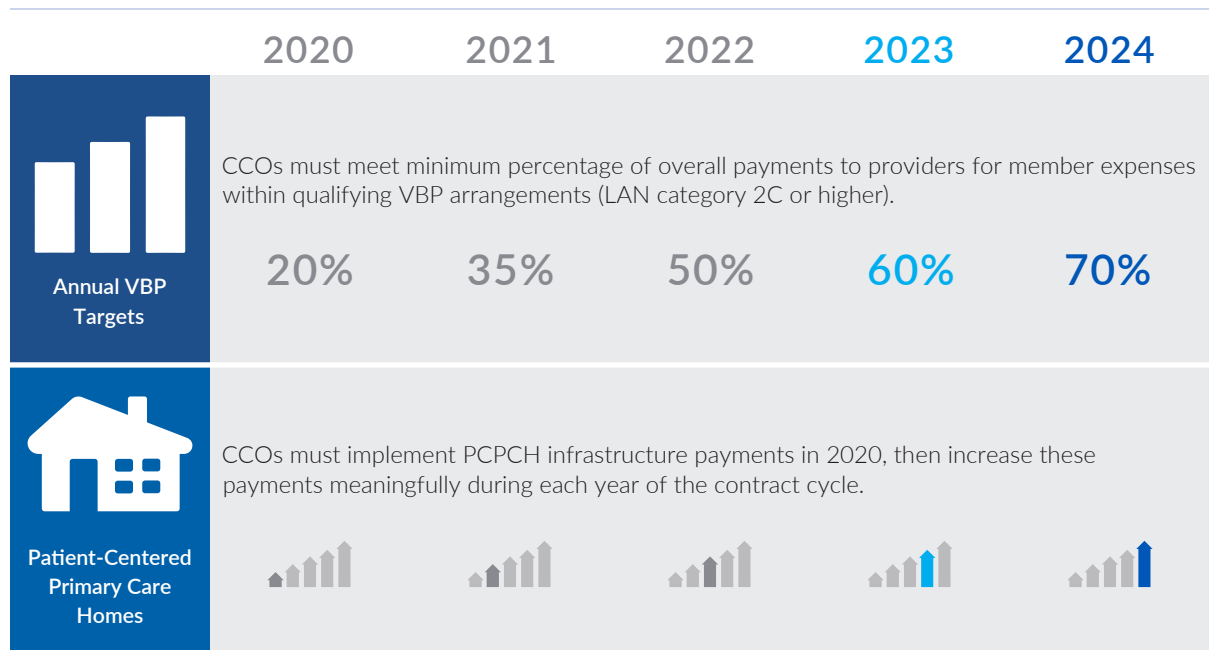 2020 2021 2022 2023 2024
CCOs must meet minimum percentage of overall payments to providers for member expenses
within qualifying VBP arrangements (LAN category 2C or higher).
20% 35% 50% 60% 70%
Annual VBP
Targets
CCOs must implement PCPCH infrastructure payments in 2020, then increase these
payments meaningfully during each year of the contract cycle.
Patient-Centered
Primary Care
Homes